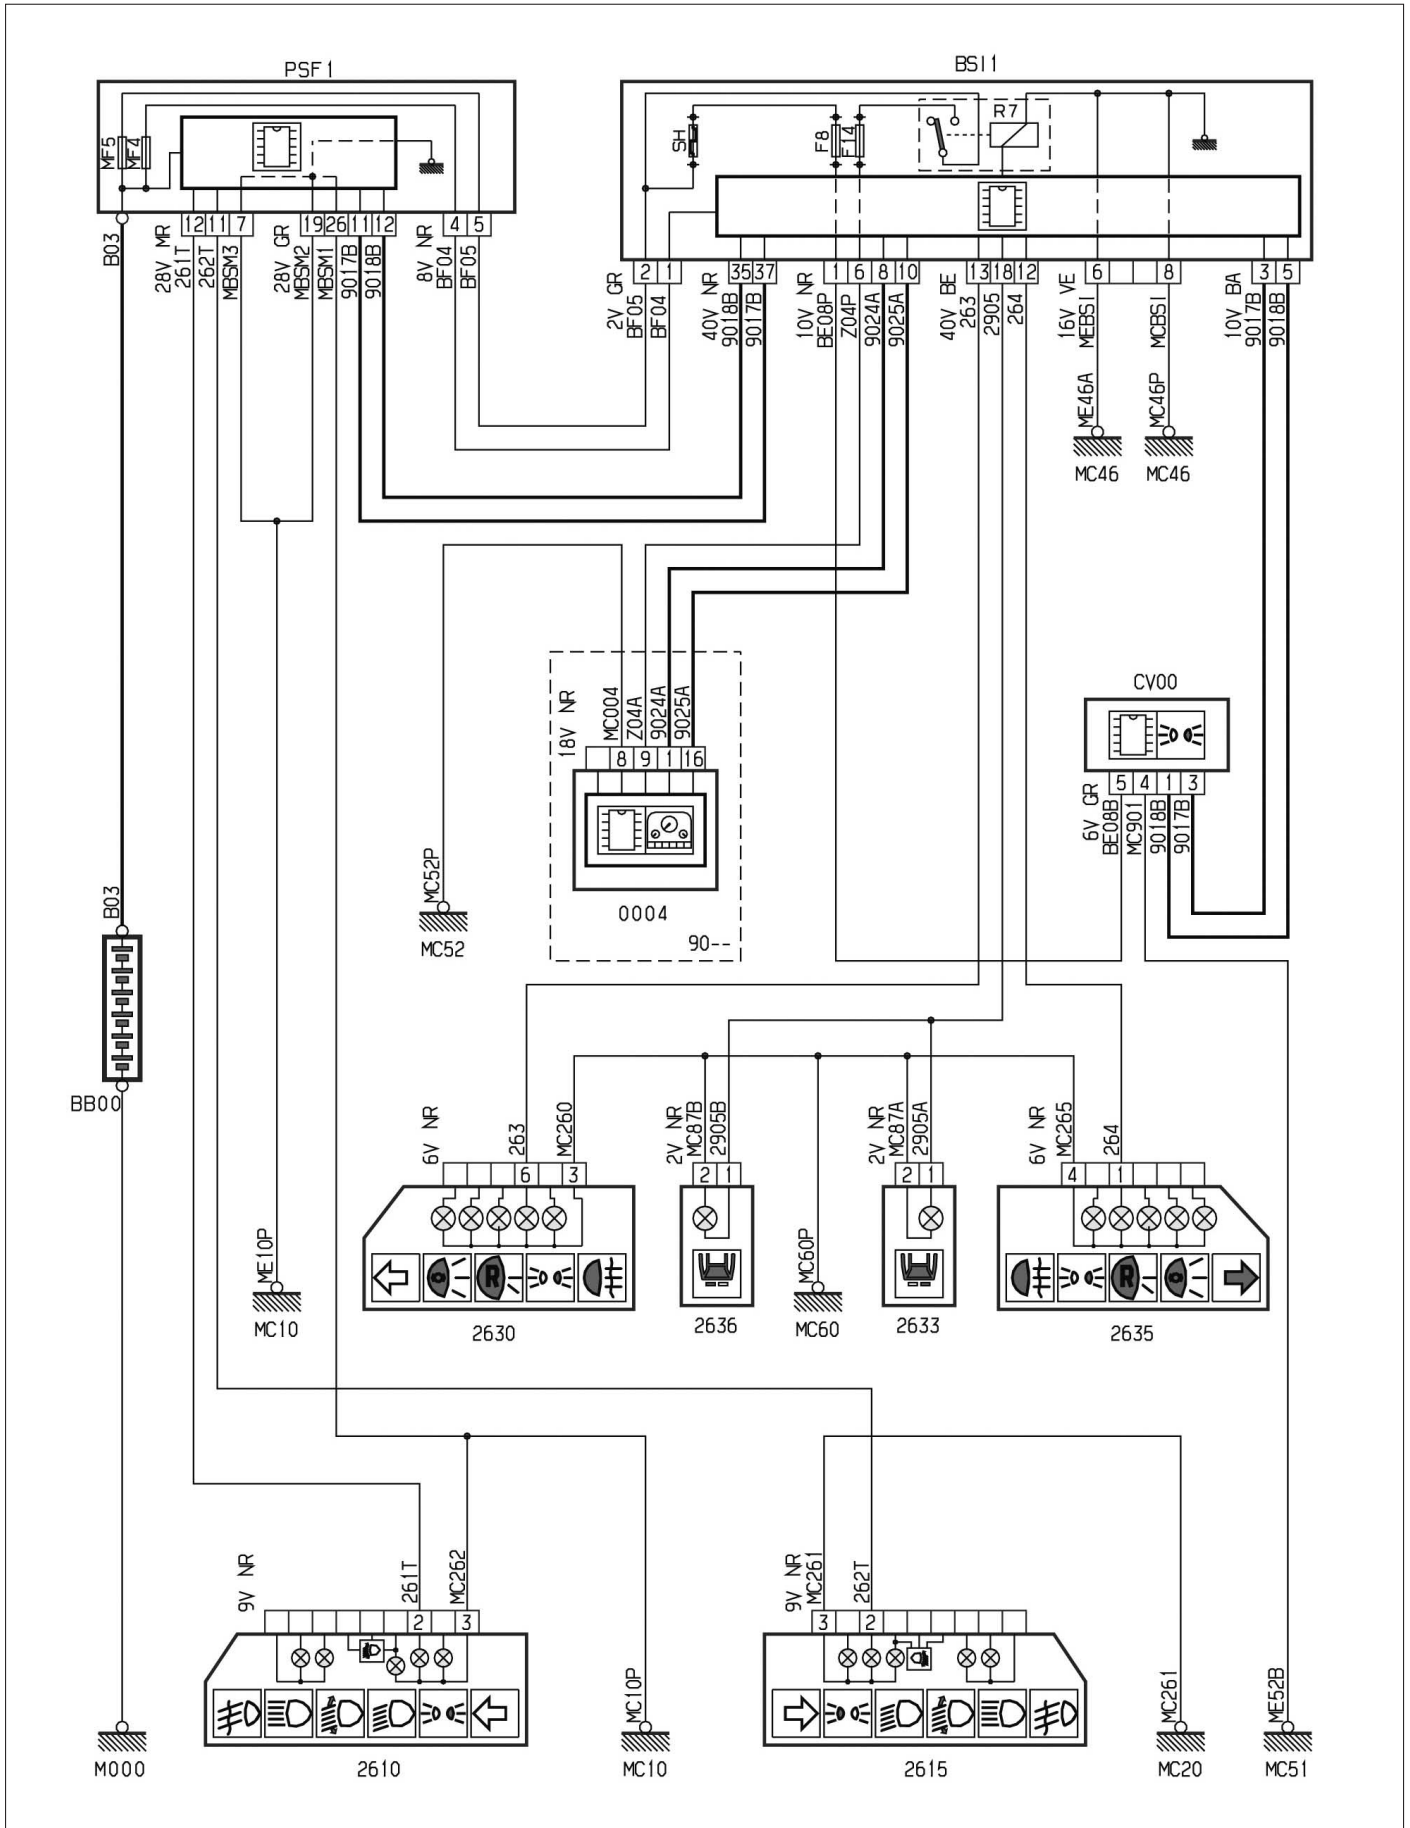 PSF1
BSI1
MF5
MF4
SH
F8
F14
R7
12
11
7
19
26
11
12
4
5
2
1
35
37
1
6
8
10
13
18
12
6
8
3
5
B03
28V MR
261T
262T
MBSM3
28V GR
MBSM2
MBSM1
9017B
9018B
8V NR
BF04
BF05
2V GR
BF05
BF04
40V NR
9018B
9017B
10V NR
BE08P
Z04P
9024A
9025A
40V BE
263
2905
264
16V VE
MEBSI
MCBSI
10V BA
9017B
9018B
ME46A
MC46P
MC46
MC46
18V NR
MC004
Z04A
9024A
9025A
8
9
1
16
0004
90--
CV00
5
4
1
3
6V GR
BE08B
MC901
9018B
9017B
B03
MC52P
MC52
BB00
6V NR
263
MC260
2V NR
MC87B
2905B
2V NR
MC87A
2905A
6V NR
MC265
264
6
3
2
1
2
1
4
1
R
R
ME10P
MC10
2630
2636
MC60P
MC60
2633
2635
9V NR
261T
MC262
9V NR
MC261
262T
2
3
3
2
MC10P
MC261
ME52B
M000
2610
MC10
2615
MC20
MC51